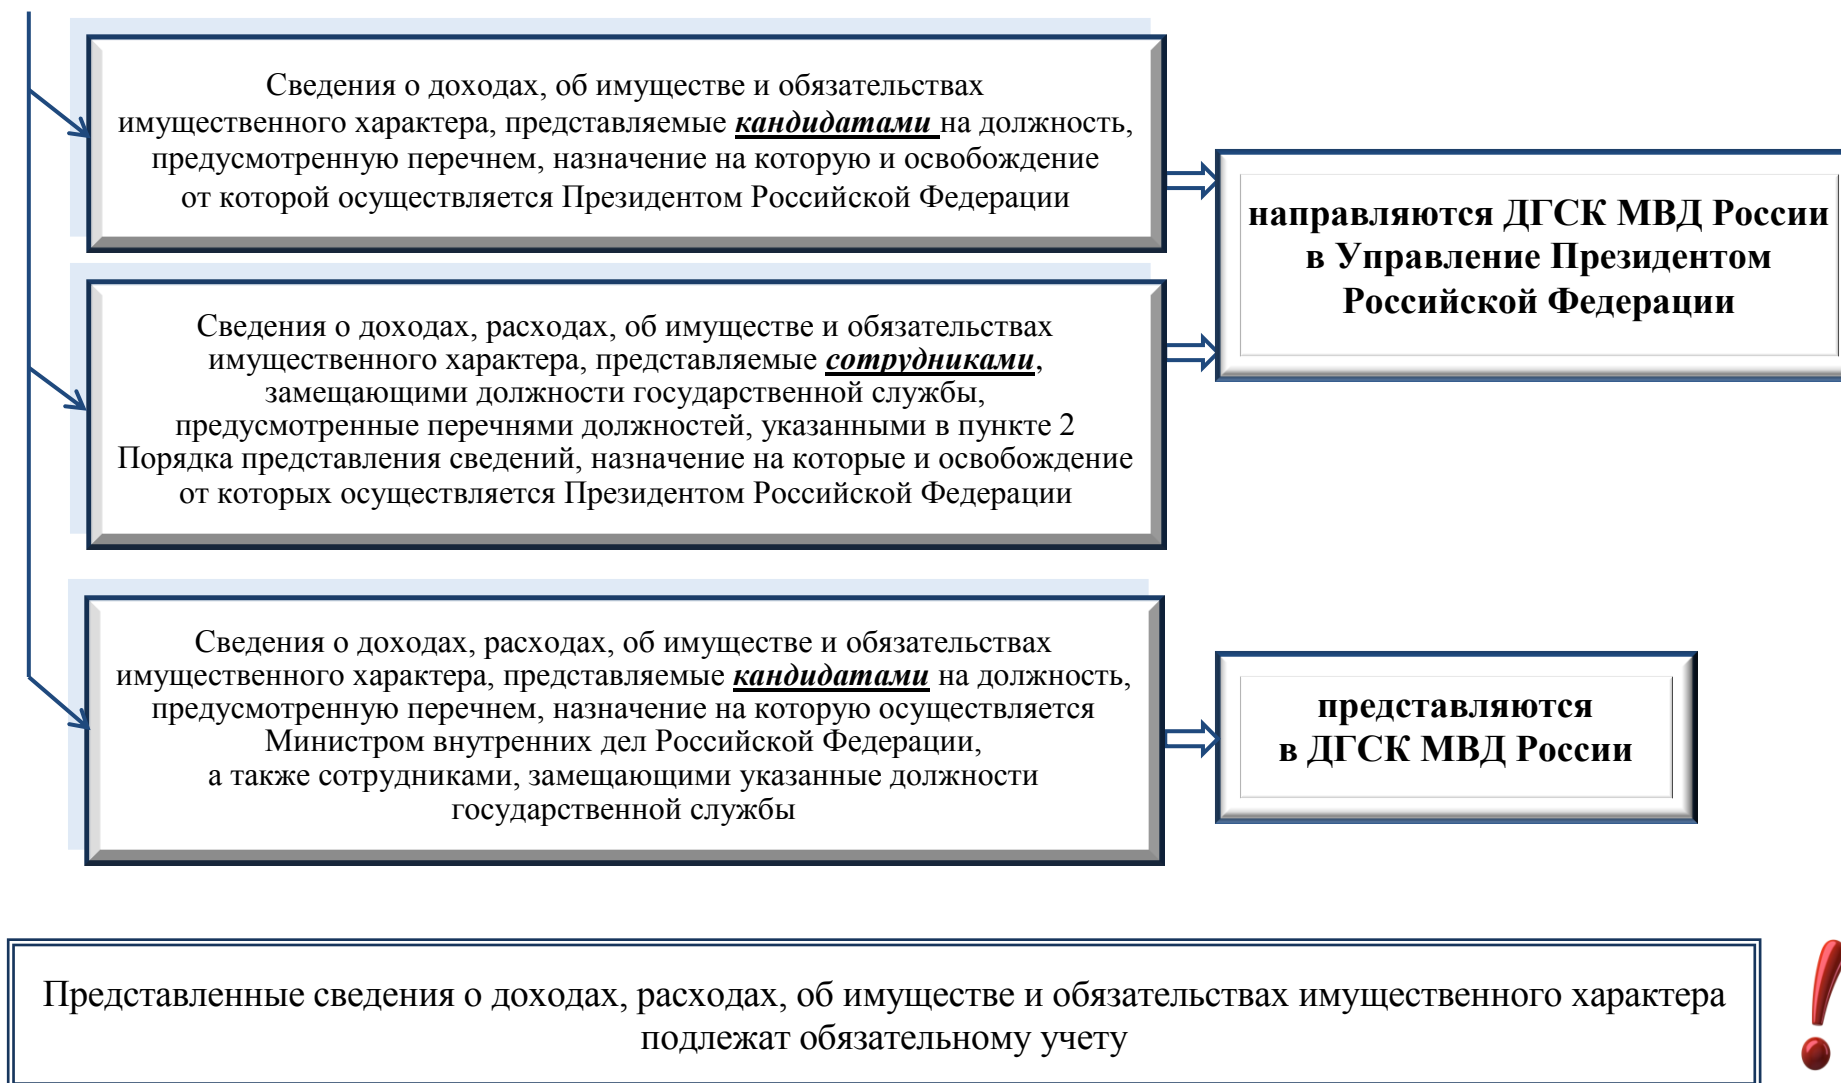 Сведения о доходах, об имуществе и обязательствах
имущественного характера, представляемые кандидатами на должность,
предусмотренную перечнем, назначение на которую и освобождение
от которой осуществляется Президентом Российской Федерации
направляются ДГСК МВД России
в Управление Президентом
Российской Федерации
Сведения о доходах, расходах, об имуществе и обязательствах
имущественного характера, представляемые сотрудниками,
замещающими должности государственной службы,
предусмотренные перечнями должностей, указанными в пункте 2
Порядка представления сведений, назначение на которые и освобождение
от которых осуществляется Президентом Российской Федерации
Сведения о доходах, расходах, об имуществе и обязательствах
имущественного характера, представляемые кандидатами на должность,
предусмотренную перечнем, назначение на которую осуществляется
Министром внутренних дел Российской Федерации,
а также сотрудниками, замещающими указанные должности
государственной службы
представляются
в ДГСК МВД России
Представленные сведения о доходах, расходах, об имуществе и обязательствах имущественного характера
подлежат обязательному учету